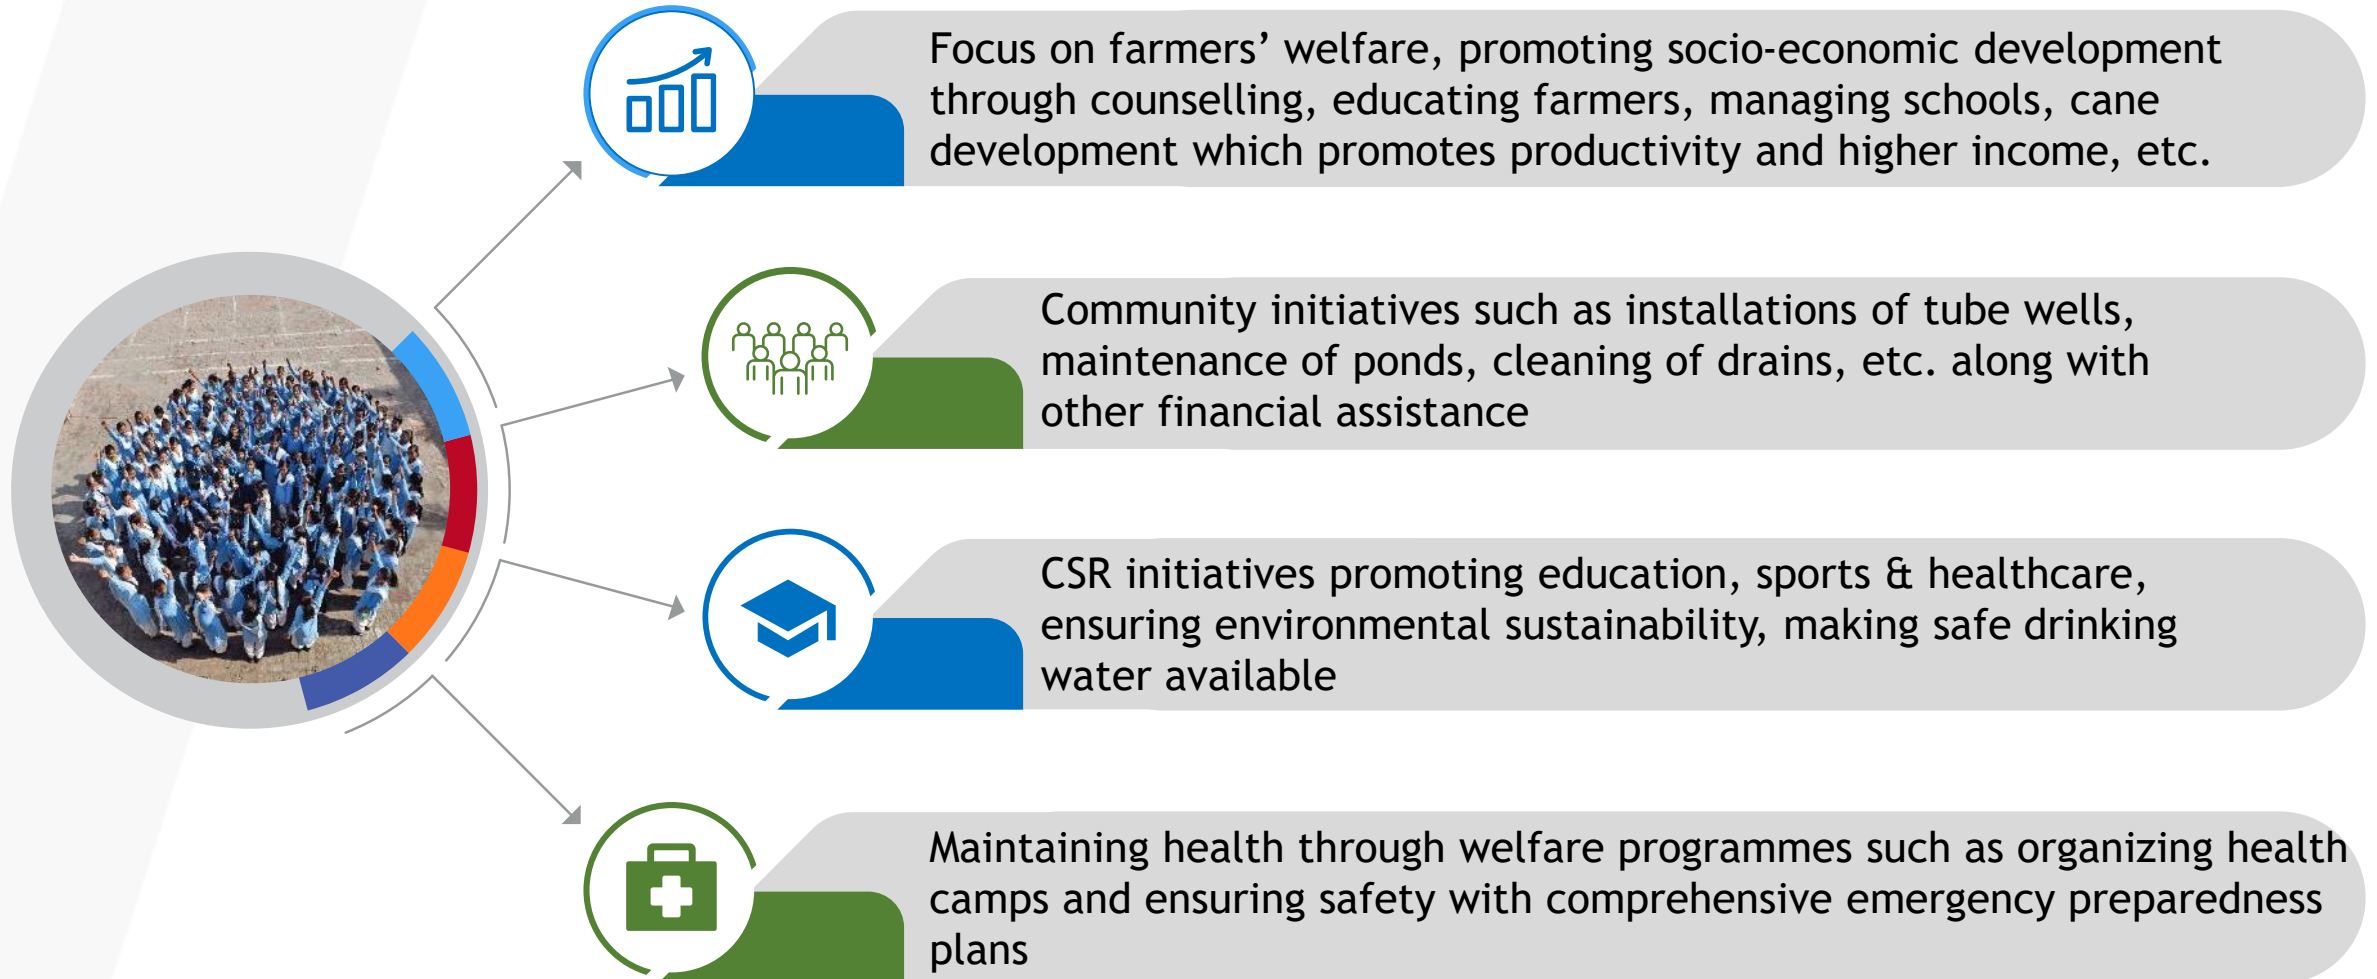 Focus on farmers’ welfare, promoting socio-economic development
through counselling, educating farmers, managing schools, cane
development which promotes productivity and higher income, etc.
Community initiatives such as installations of tube wells,
maintenance of ponds, cleaning of drains, etc. along with
other financial assistance
CSR initiatives promoting education, sports & healthcare,
ensuring environmental sustainability, making safe drinking
water available
Maintaining health through welfare programmes such as organizing health
camps and ensuring safety with comprehensive emergency preparedness
plans